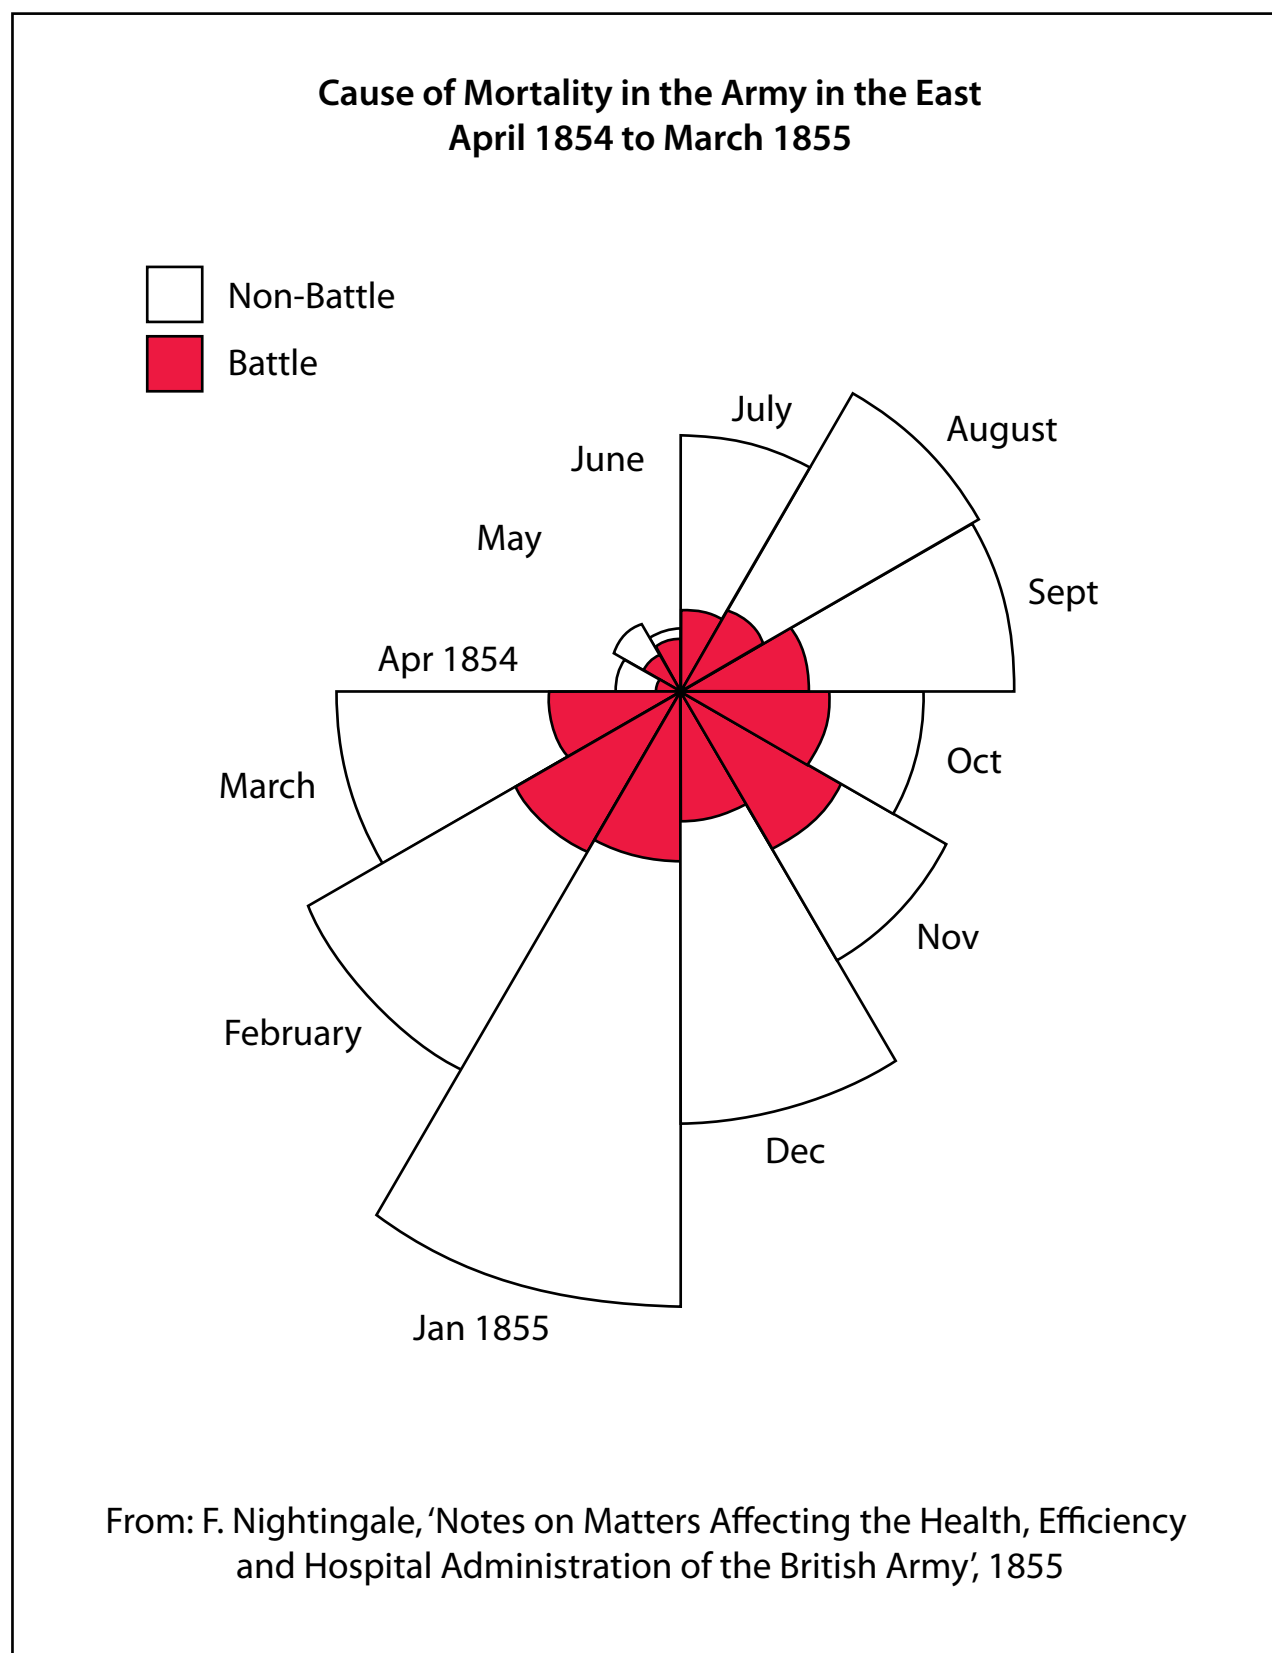 Cause of Mortality in the Army in the East
April 1854 to March 1855
Non-Battle
Battle
July
August
June
May
Sept
Apr 1854
Oct
March
Nov
February
Dec
Jan 1855
From: F. Nightingale, ‘Notes on Matters Affecting the Health, Efficiency
and Hospital Administration of the British Army’, 1855